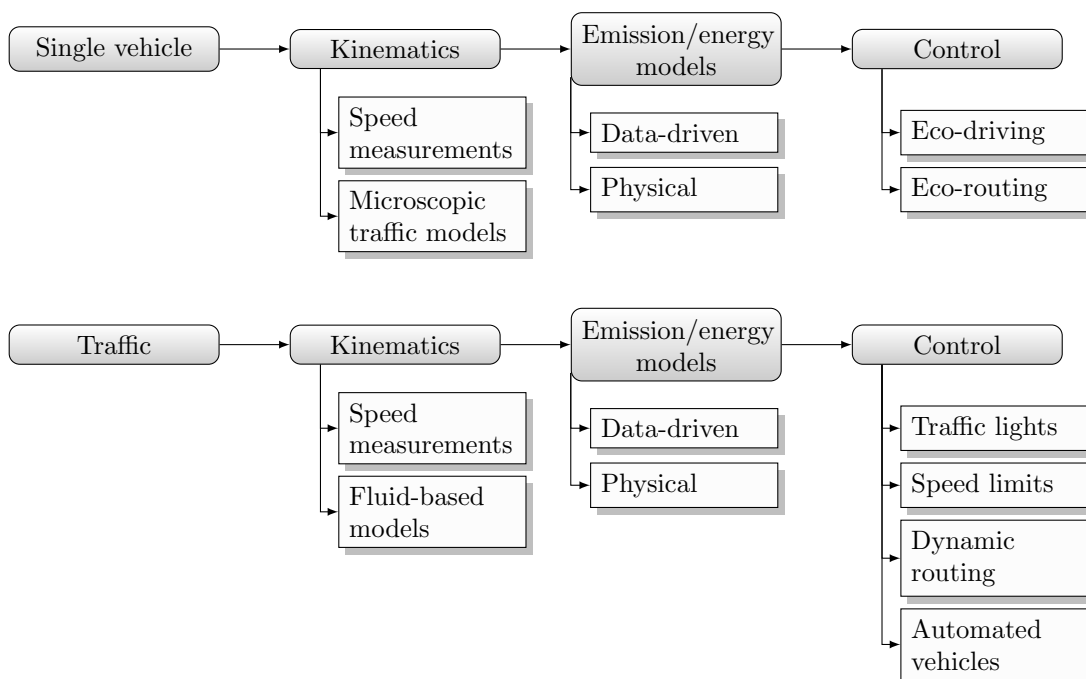 Single vehicle
Kinematics
Emission/energy
models
Control
Speed
measurements
Microscopic
traffic models
Data-driven
Physical
Eco-driving
Eco-routing
Traffic
Kinematics
Emission/energy
models
Control
Speed
measurements
Fluid-based
models
Data-driven
Physical
Traffic lights
Speed limits
Dynamic
routing
Automated
vehicles